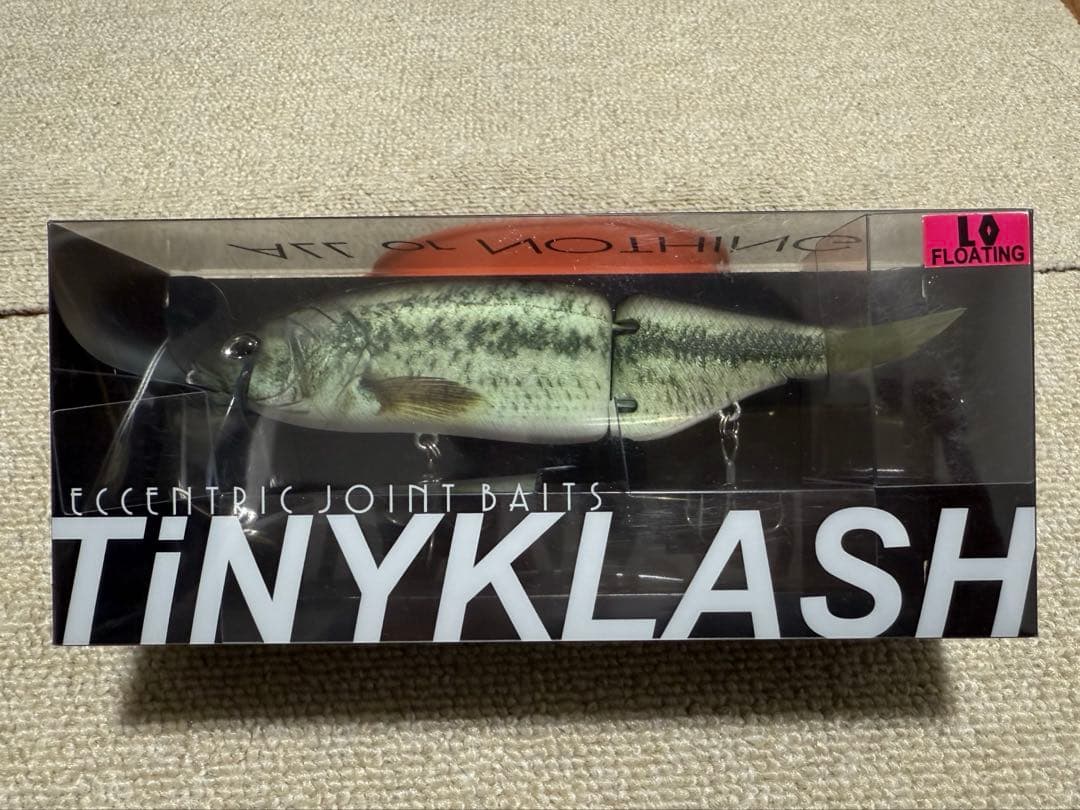 ALL or NOTHING
LO
FLOATING
ECCENTRIC JOINT BAITS
TiNYKLASH